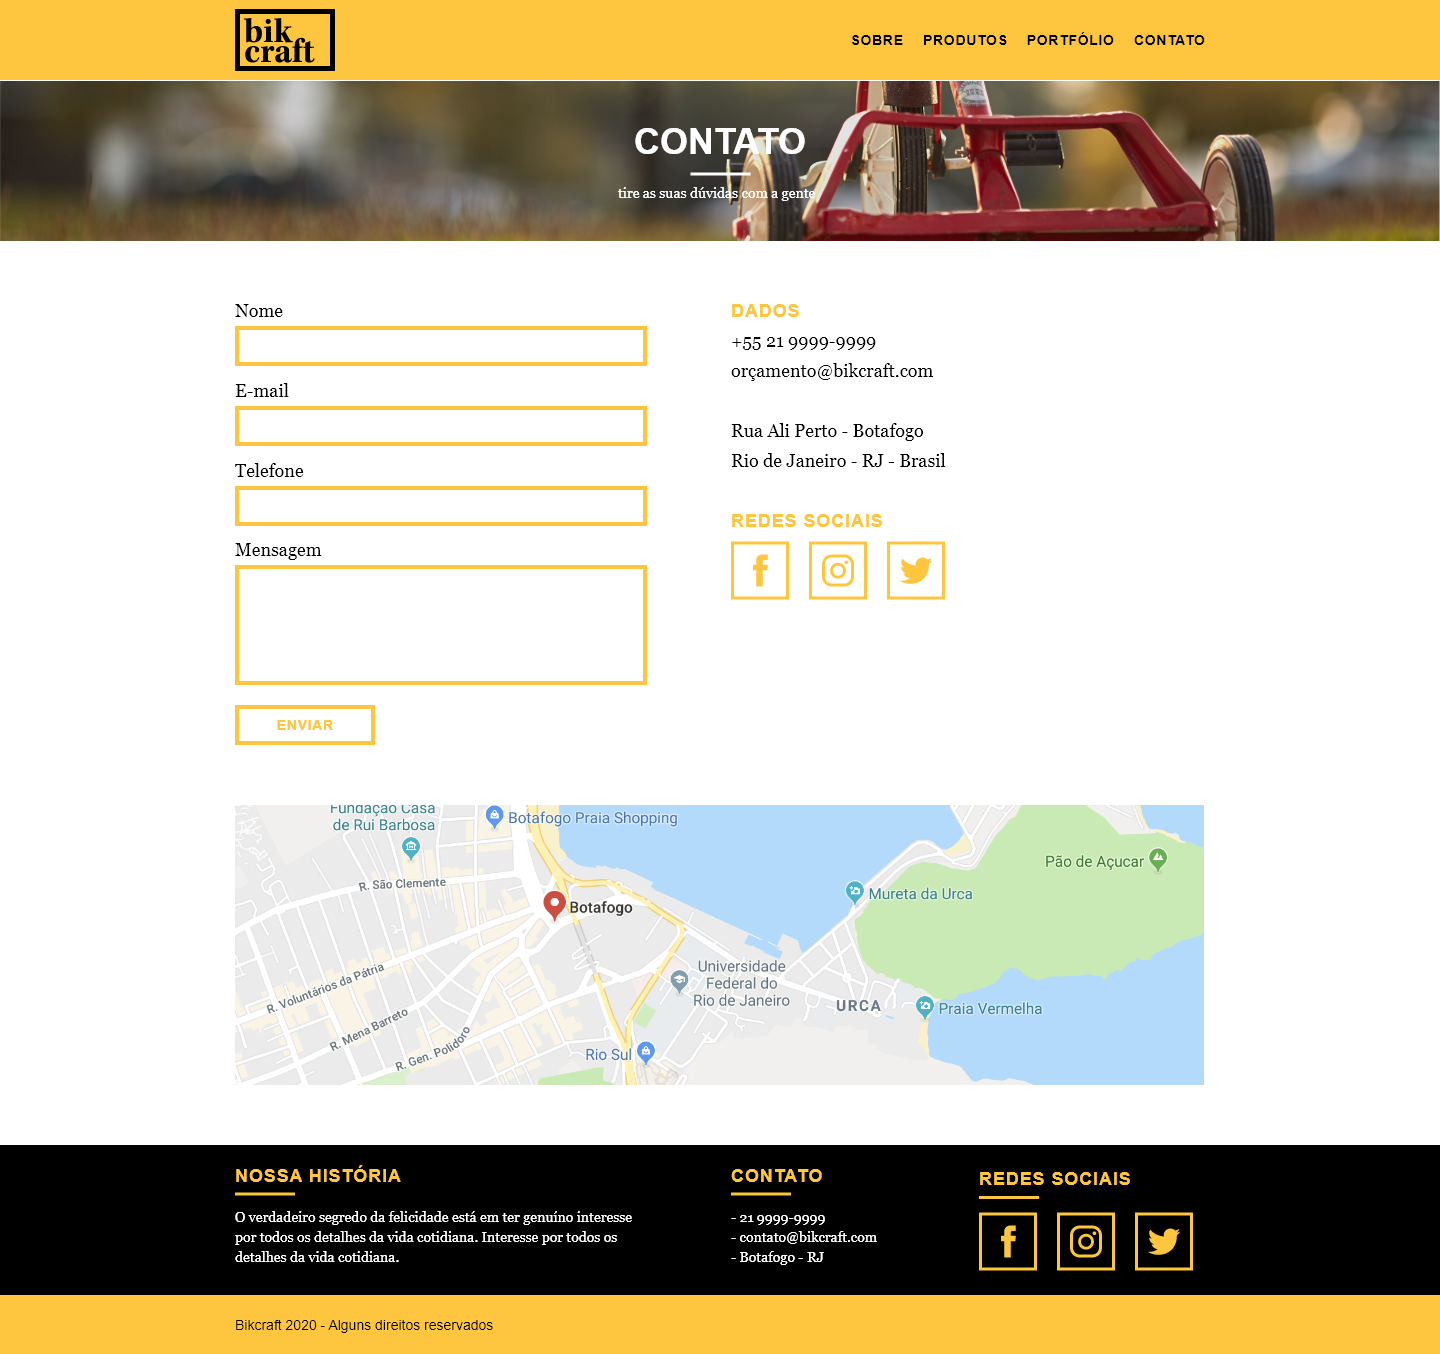 bik
craft
SOBRE PRODUTOS PORTFÓLIO CONTATO
CONTATO
tire as suas dúvidas com a gente
Nome
E-mail
Telefone
Mensagem
ENVIAR
DADOS
+55 21 9999-9999
orçamento@bikcraft.com
Rua Ali Perto - Botafogo
Rio de Janeiro - RJ - Brasil
REDES SOCIAIS
Fundação Casa
de Rui Barbosa
Botafogo Praia Shopping
Pão de Açucar
R. São Clemente
Mureta da Urca
Botafogo
Universidade
Federal do
Rio de Janeiro
R. Voluntários da Pátria
URCA
Praia Vermelha
R. Mena Barreto
R. Gen. Polidoro
Rio Sul
NOSSA HISTÓRIA
O verdadeiro segredo da felicidade está em ter genuíno interesse
por todos os detalhes da vida cotidiana. Interesse por todos os
detalhes da vida cotidiana.
CONTATO
- 21 9999-9999
- contato@bikcraft.com
- Botafogo - RJ
REDES SOCIAIS
Bikcraft 2020 - Alguns direitos reservados